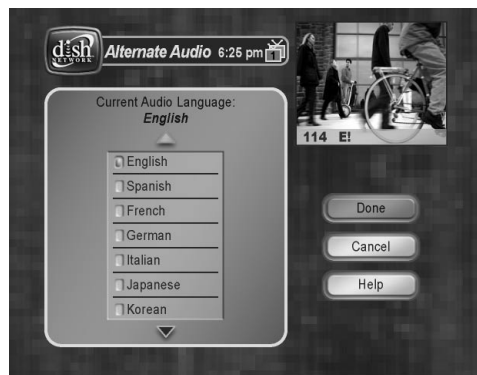 dish
NETWORK
Alternate Audio 6:25 pm 1
Current Audio Language:
English
English
Spanish
French
German
Italian
Japanese
Korean
114 E!
Done
Cancel
Help